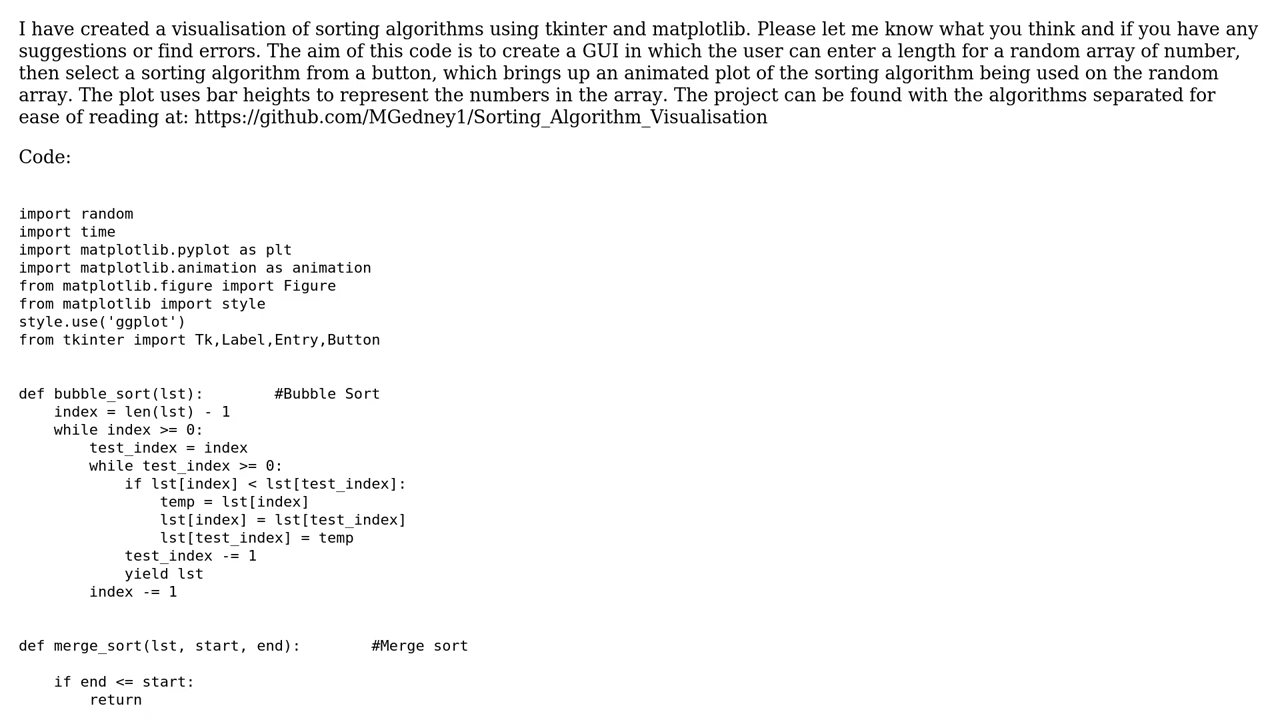 I have created a visualisation of sorting algorithms using tkinter and matplotlib. Please let me know what you think and if you have any
suggestions or find errors. The aim of this code is to create a GUI in which the user can enter a length for a random array of number,
then select a sorting algorithm from a button, which brings up an animated plot of the sorting algorithm being used on the random
array. The plot uses bar heights to represent the numbers in the array. The project can be found with the algorithms separated for
ease of reading at: https://github.com/MGedney1/Sorting_Algorithm_Visualisation
Code:
import random
import time
import matplotlib.pyplot as plt
import matplotlib.animation as animation
from matplotlib.figure import Figure
from matplotlib import style
style.use('ggplot')
from tkinter import Tk,Label,Entry,Button
def bubble_sort(lst):        #Bubble Sort
    index = len(lst) - 1
    while index >= 0:
        test_index = index
        while test_index >= 0:
            if lst[index] < lst[test_index]:
                temp = lst[index]
                lst[index] = lst[test_index]
                lst[test_index] = temp
            test_index -= 1
            yield lst
        index -= 1
def merge_sort(lst, start, end):        #Merge sort
    if end <= start:
        return